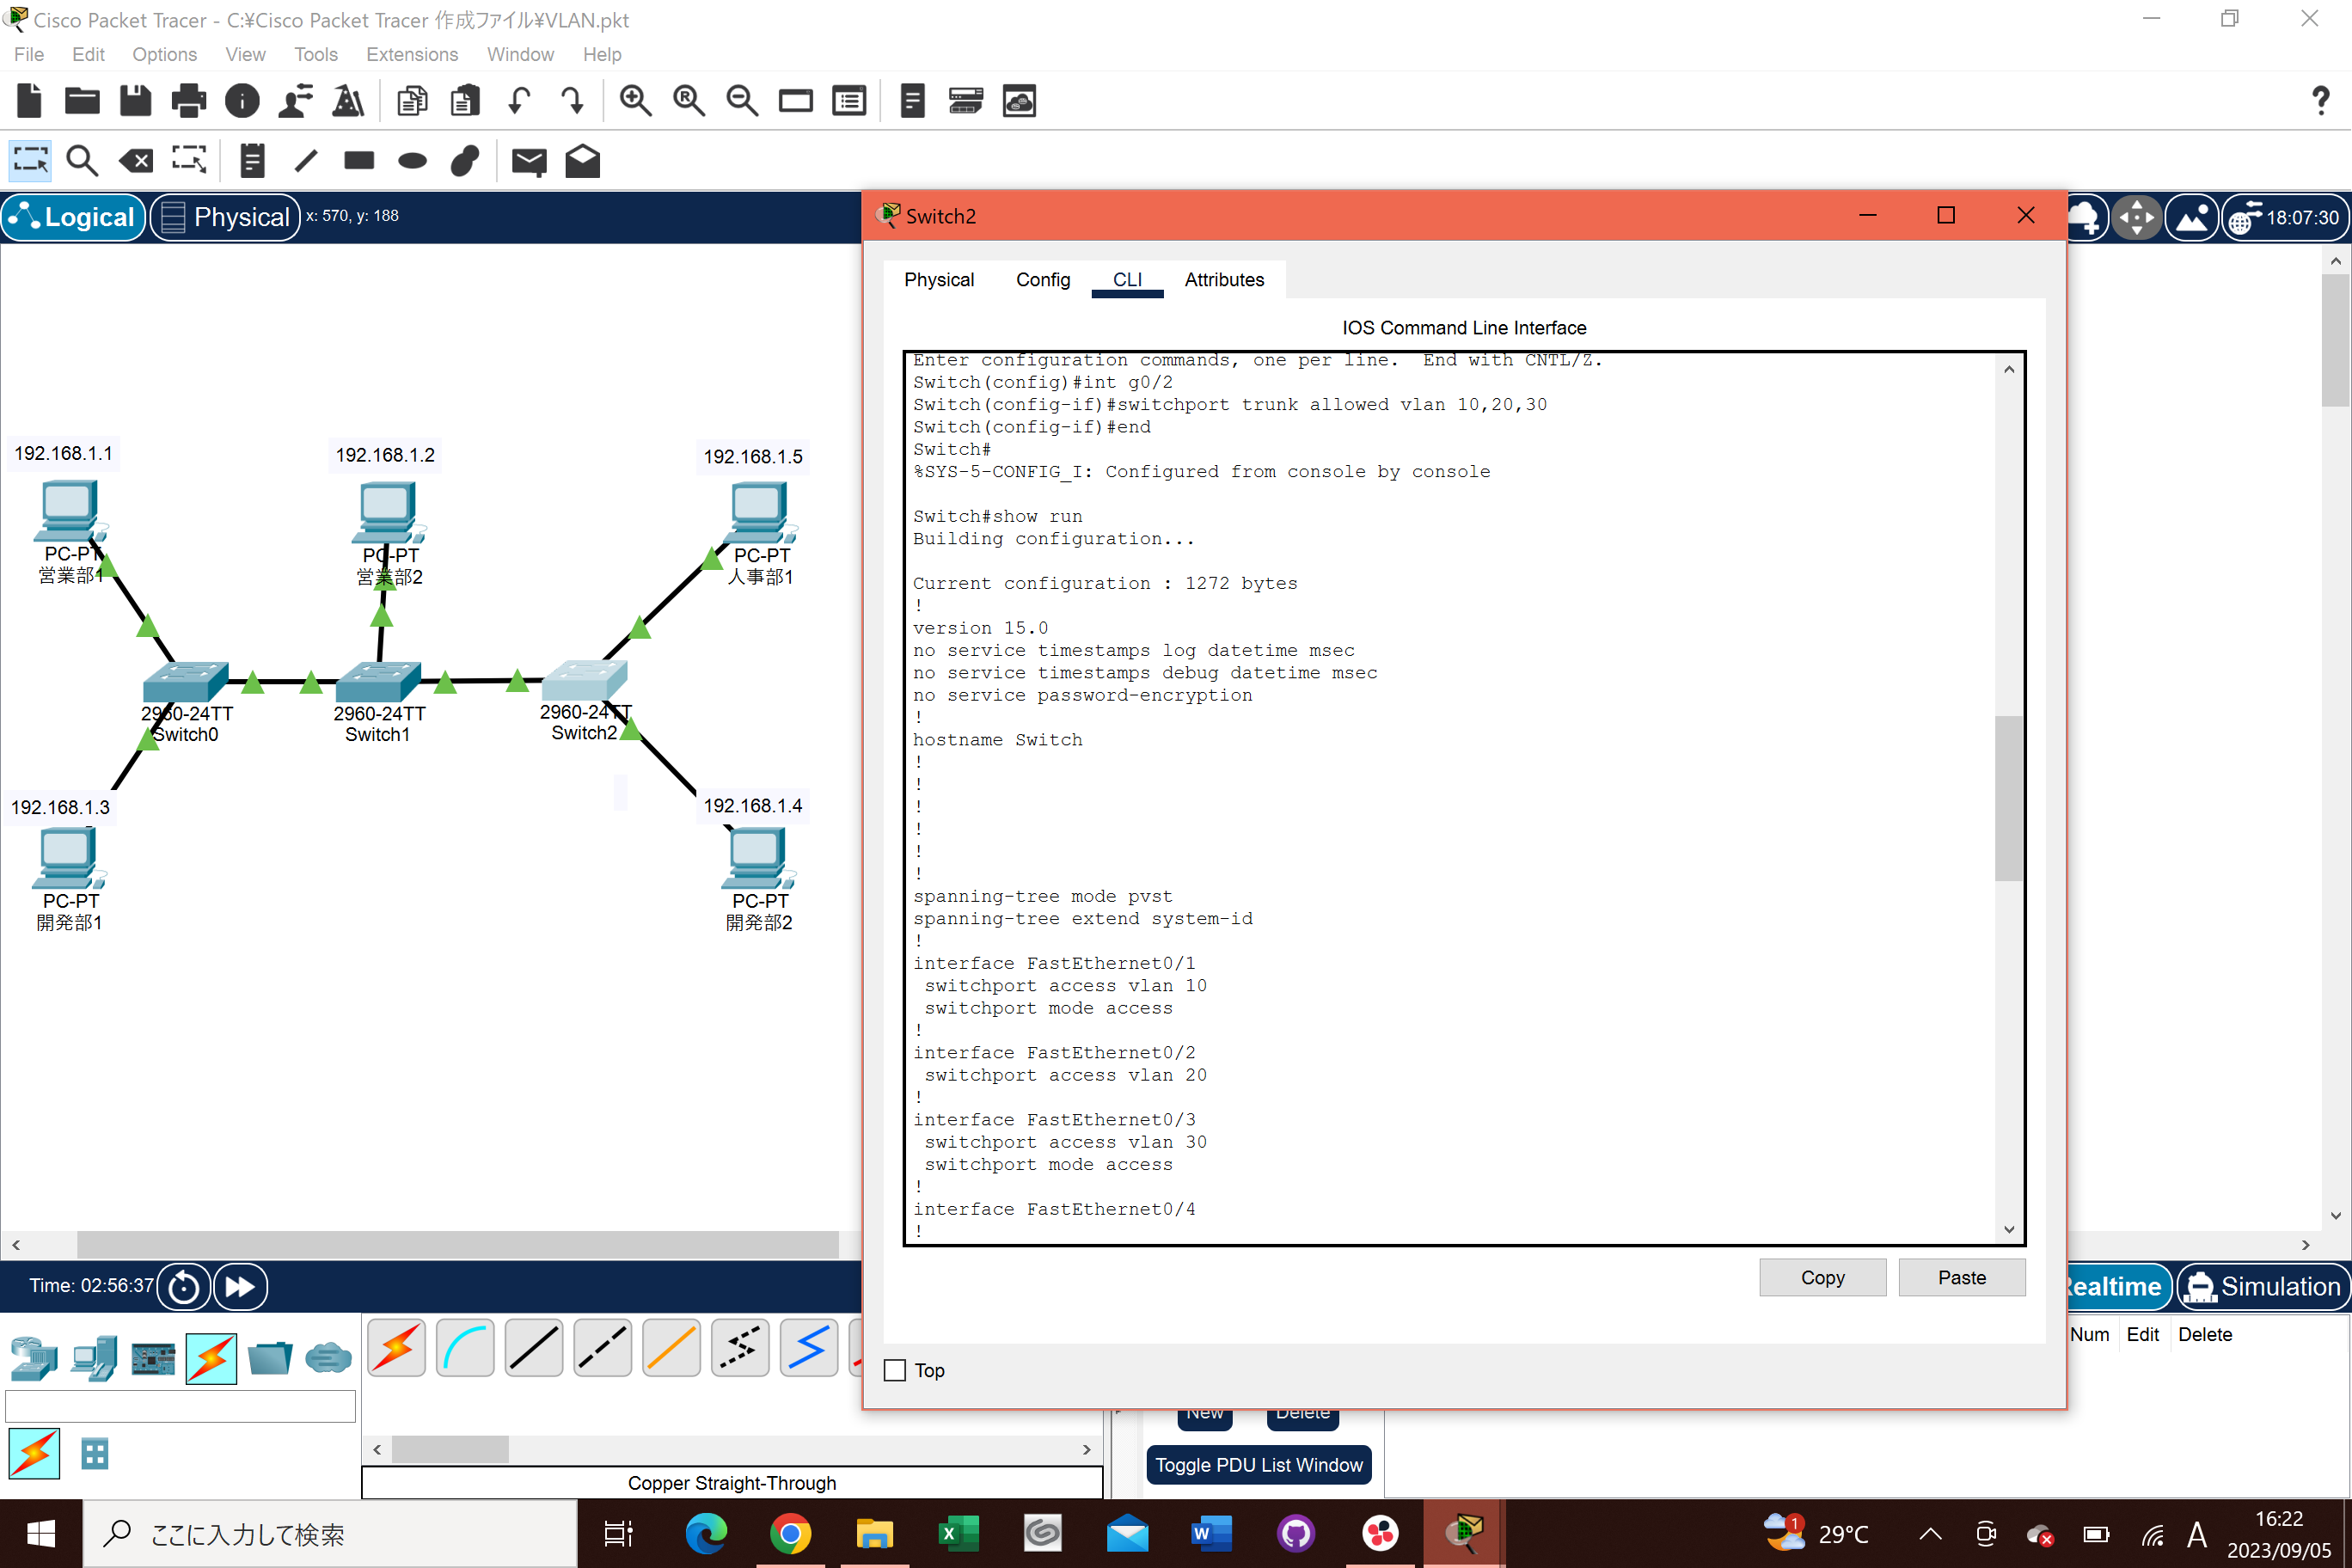 Cisco Packet Tracer - C:¥Cisco Packet Tracer 作成ファイル¥VLAN.pkt
File Edit Options View Tools Extensions Window Help
Logical Physical x: 570, y: 188
18:07:30
Switch2
Physical Config CLI Attributes
IOS Command Line Interface
Enter configuration commands, one per line.  End with CNTL/Z.
Switch(config)#int g0/2
Switch(config-if)#switchport trunk allowed vlan 10,20,30
Switch(config-if)#end
Switch#
%SYS-5-CONFIG_I: Configured from console by console
Switch#show run
Building configuration...
Current configuration : 1272 bytes
!
version 15.0
no service timestamps log datetime msec
no service timestamps debug datetime msec
no service password-encryption
!
hostname Switch
!
!
!
!
!
!
spanning-tree mode pvst
spanning-tree extend system-id
!
interface FastEthernet0/1
 switchport access vlan 10
 switchport mode access
!
interface FastEthernet0/2
 switchport access vlan 20
!
interface FastEthernet0/3
 switchport access vlan 30
 switchport mode access
!
interface FastEthernet0/4
!
Copy Paste
Top
192.168.1.1
192.168.1.2
192.168.1.5
PC-PT
営業部1
PC-PT
営業部2
PC-PT
人事部1
2960-24TT
Switch0
2960-24TT
Switch1
2960-24TT
Switch2
192.168.1.3
192.168.1.4
PC-PT
開発部1
PC-PT
開発部2
Time: 02:56:37
Realtime Simulation
Num Edit Delete
New Delete
Toggle PDU List Window
Copper Straight-Through
ここに入力して検索
1
29°C
A
16:22
2023/09/05